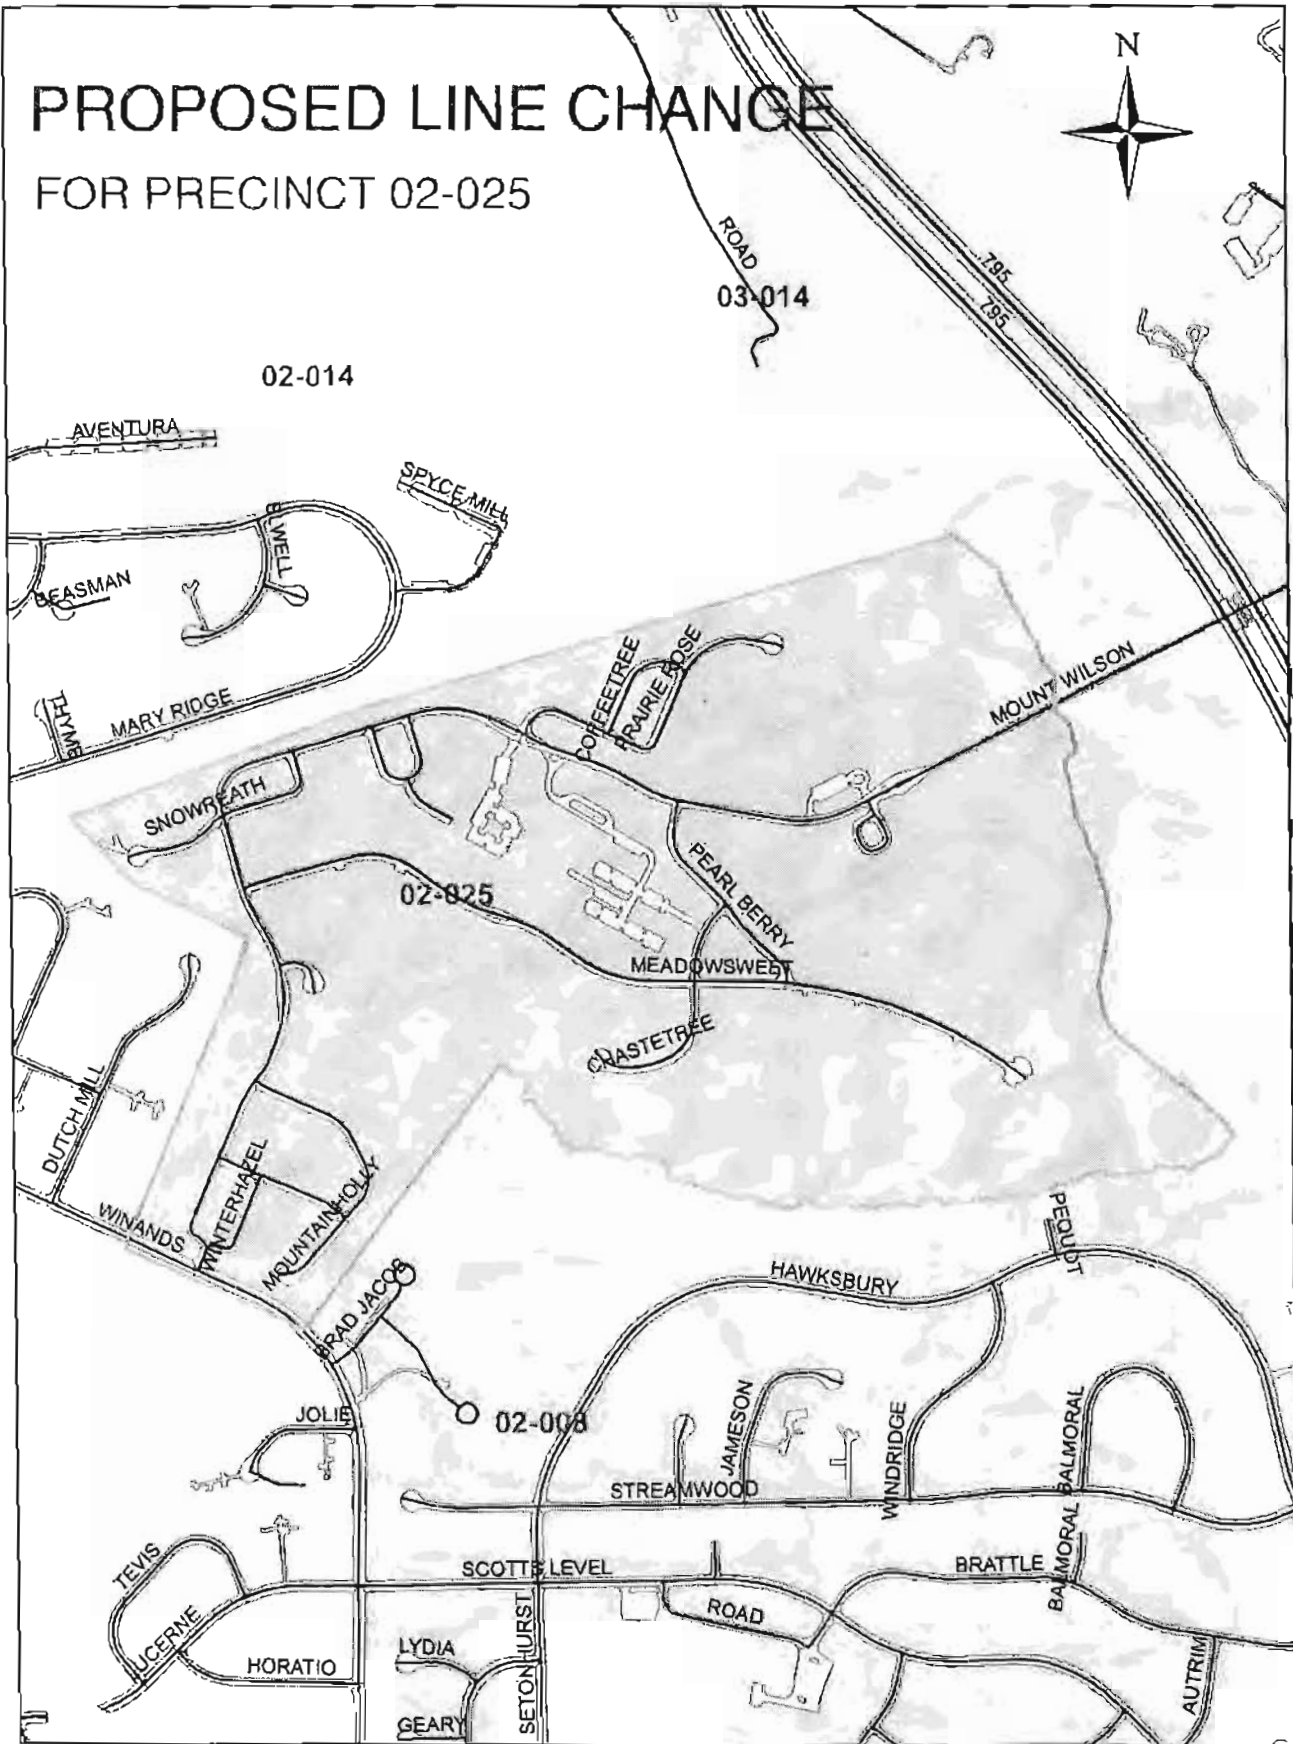 N
PROPOSED LINE CHANGE
FOR PRECINCT 02-025
ROAD
795
795
03-014
02-014
AVENTURA
SPYCE MILL
ELWELL
BEASMAN
COFFEETREE
PRAIRIE ROSE
MOUNT WILSON
THYME
MARY RIDGE
SNOWREATH
PEARL BERRY
02-025
MEADOWSWEET
CHASTETREE
DUTCH MILL
WINTERHAZEL
MOUNTAIN HOLLY
WINANDS
PEQUOT
HAWKSBURY
BRAD JACOB
JOLIE
02-008
JAMESON
WINDRIDGE
BALMORAL
STREAMWOOD
BALMORAL
TEVIS
SCOTTS LEVEL
BRATTLE
LUCERNE
ROAD
LYDIA
SETON HURST
HORATIO
AUTRIM
GEARY